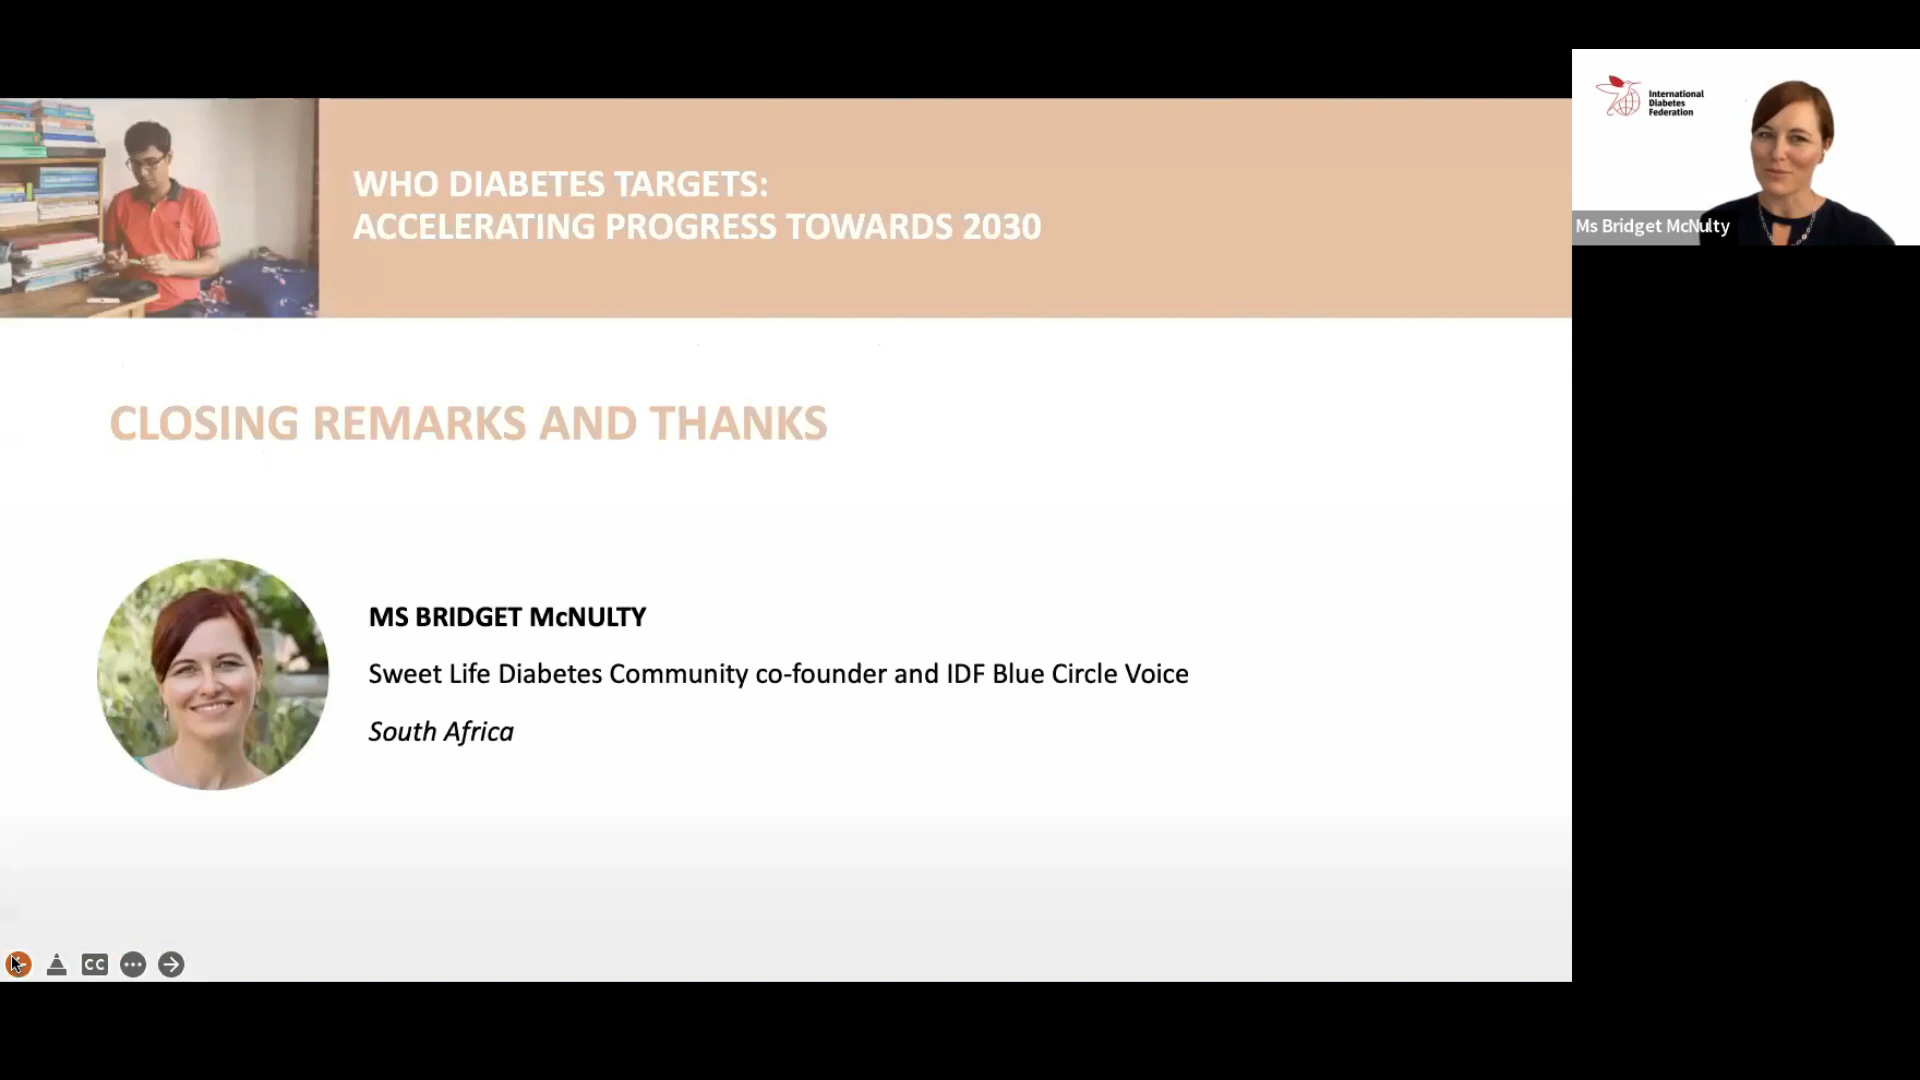 WHO DIABETES TARGETS:
ACCELERATING PROGRESS TOWARDS 2030
International
Diabetes
Federation
Ms Bridget McNulty
CLOSING REMARKS AND THANKS
MS BRIDGET McNULTY
Sweet Life Diabetes Community co-founder and IDF Blue Circle Voice
South Africa
CC